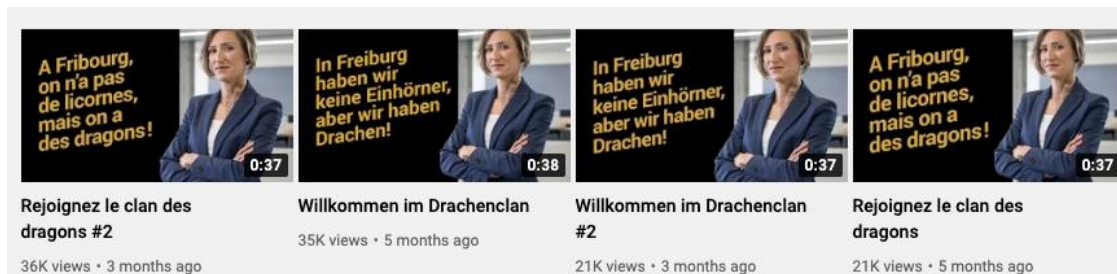 A Fribourg,
on n'a pas
de licornes,
mais on a
des dragons!
0:37
Rejoignez le clan des
dragons #2
36K views • 3 months ago
In Freiburg
haben wir
keine Einhörner,
aber wir haben
Drachen!
0:38
Willkommen im Drachenclan
35K views • 5 months ago
In Freiburg
haben wir
keine Einhörner,
aber wir haben
Drachen!
0:37
Willkommen im Drachenclan
#2
21K views • 3 months ago
A Fribourg,
on n'a pas
de licornes,
mais on a
des dragons!
0:37
Rejoignez le clan des
dragons
21K views • 5 months ago